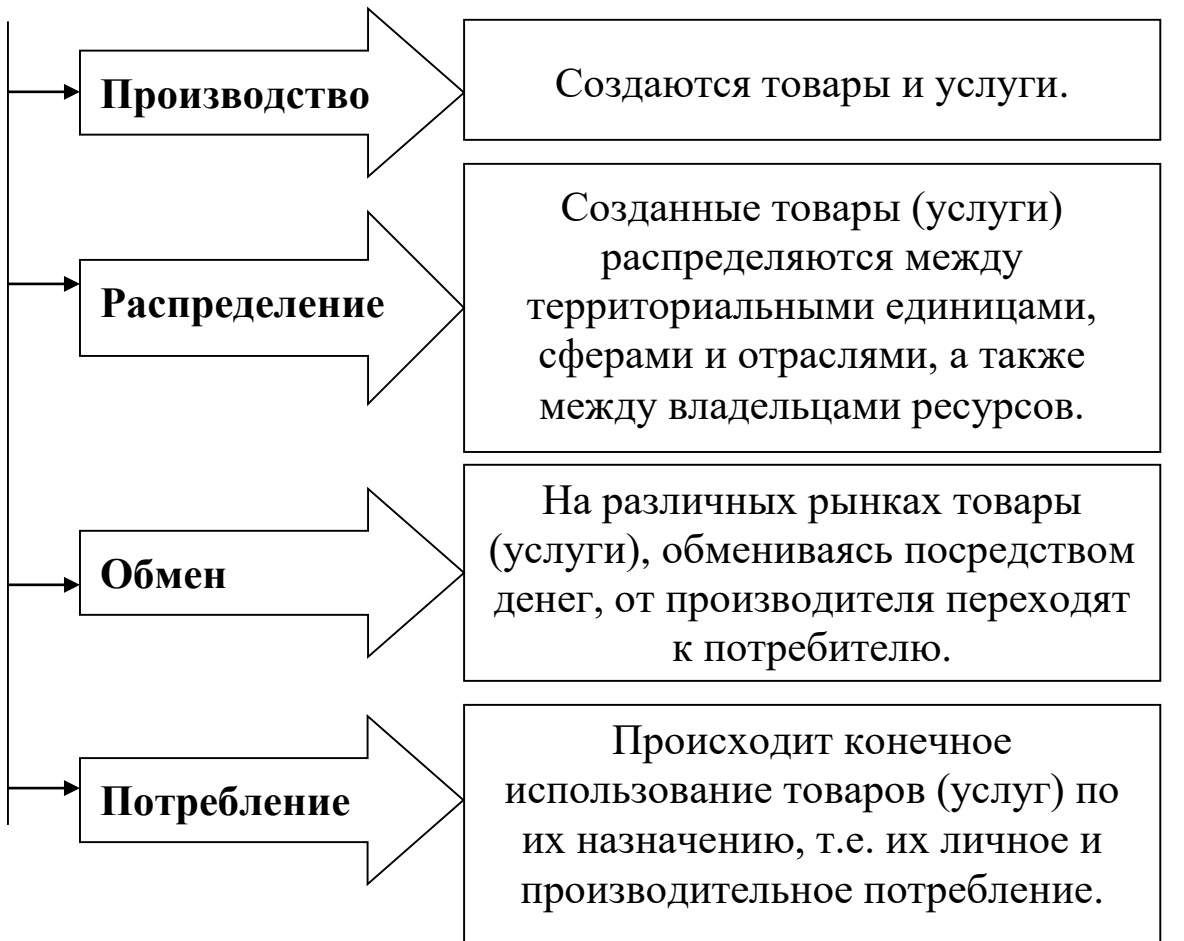 Производство
Создаются товары и услуги.
Распределение
Созданные товары (услуги)
распределяются между
территориальными единицами,
сферами и отраслями, а также
между владельцами ресурсов.
Обмен
На различных рынках товары
(услуги), обмениваясь посредством
денег, от производителя переходят
к потребителю.
Потребление
Происходит конечное
использование товаров (услуг) по
их назначению, т.е. их личное и
производительное потребление.